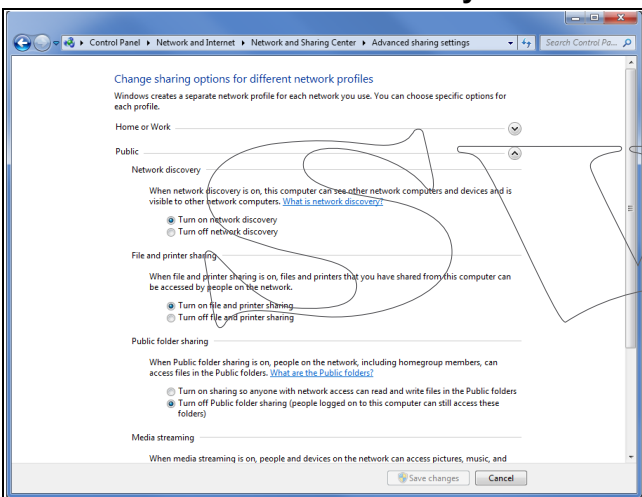 Control Panel ▸ Network and Internet ▸ Network and Sharing Center ▸ Advanced sharing settings
Search Control Pa...
Change sharing options for different network profiles
Windows creates a separate network profile for each network you use. You can choose specific options for
each profile.
Home or Work
Public
Network discovery
When network discovery is on, this computer can see other network computers and devices and is
visible to other network computers. What is network discovery?
Turn on network discovery
Turn off network discovery
File and printer sharing
When file and printer sharing is on, files and printers that you have shared from this computer can
be accessed by people on the network.
Turn on file and printer sharing
Turn off file and printer sharing
Public folder sharing
When Public folder sharing is on, people on the network, including homegroup members, can
access files in the Public folders. What are the Public folders?
Turn on sharing so anyone with network access can read and write files in the Public folders
Turn off Public folder sharing (people logged on to this computer can still access these
folders)
Media streaming
When media streaming is on, people and devices on the network can access pictures, music, and
Save changes
Cancel